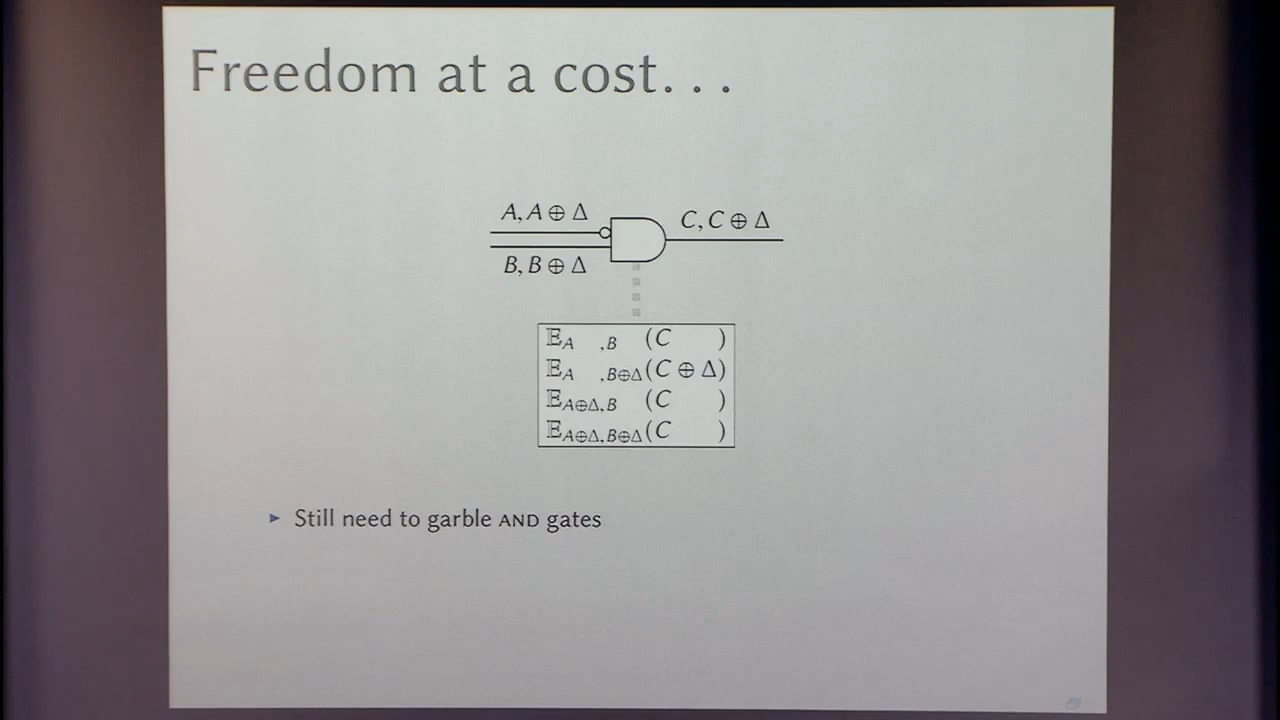 Freedom at a cost. . .
A, A ⊕ Δ
C, C ⊕ Δ
B, B ⊕ Δ
𝔼A ,B (C )
𝔼A ,B⊕Δ(C ⊕ Δ)
𝔼A⊕Δ,B (C )
𝔼A⊕Δ,B⊕Δ(C )
▸ Still need to garble AND gates